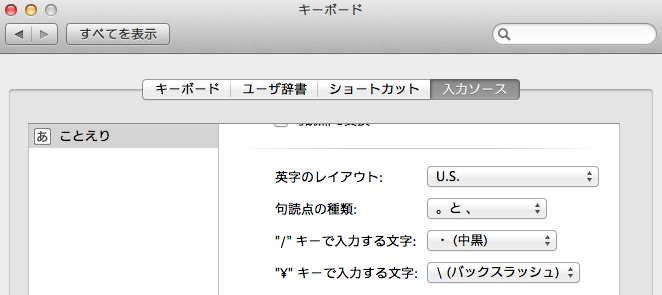 キーボード
すべてを表示
キーボード ユーザ辞書 ショートカット 入力ソース
あ ことえり
英字のレイアウト: U.S.
句読点の種類: 。と 、
"/" キーで入力する文字: ・ (中黒)
"¥" キーで入力する文字: \ (バックスラッシュ)